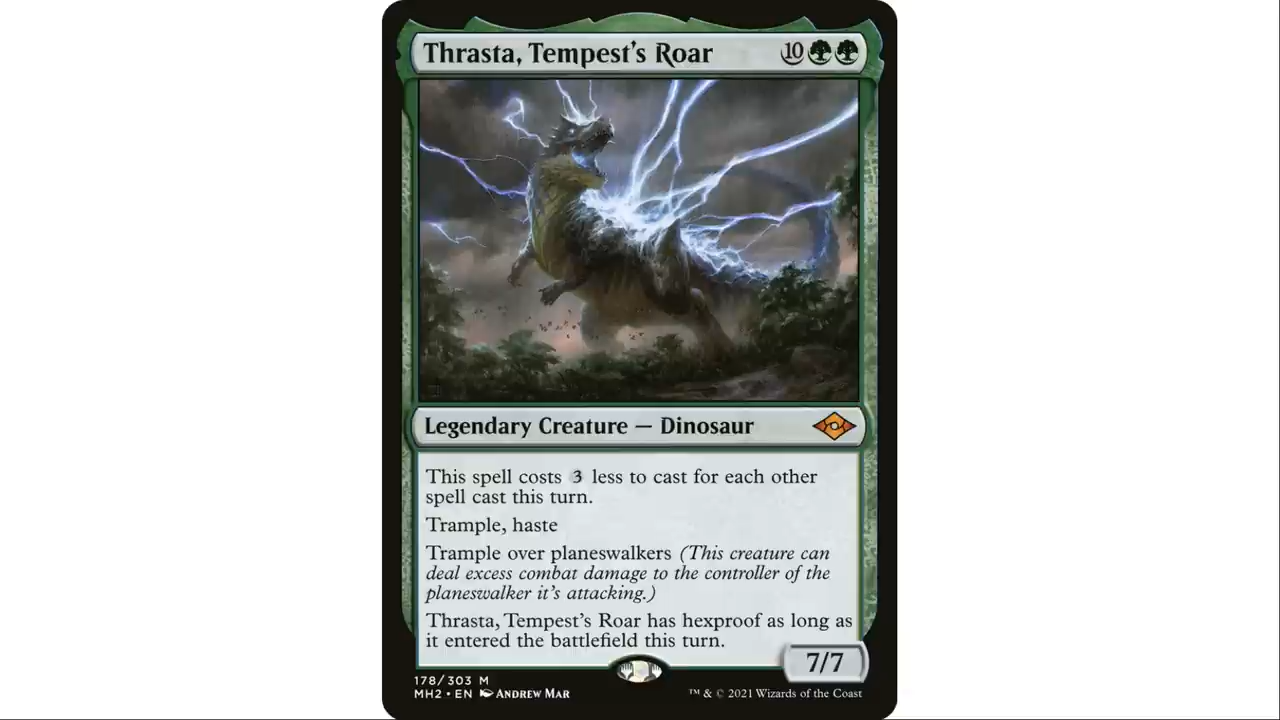 Thrasta, Tempest's Roar 10
Legendary Creature — Dinosaur
This spell costs 3 less to cast for each other
spell cast this turn.
Trample, haste
Trample over planeswalkers (This creature can
deal excess combat damage to the controller of the
planeswalker it's attacking.)
Thrasta, Tempest's Roar has hexproof as long as
it entered the battlefield this turn.
7/7
178/303 M
MH2 • EN Andrew Mar
™ & © 2021 Wizards of the Coast